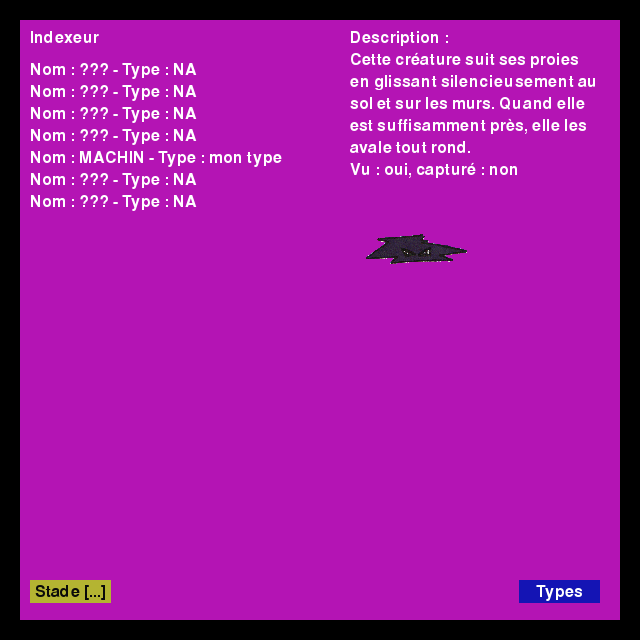 Indexeur
Nom : ??? - Type : NA
Nom : ??? - Type : NA
Nom : ??? - Type : NA
Nom : ??? - Type : NA
Nom : MACHIN - Type : mon type
Nom : ??? - Type : NA
Nom : ??? - Type : NA
Description :
Cette créature suit ses proies
en glissant silencieusement au
sol et sur les murs. Quand elle
est suffisamment près, elle les
avale tout rond.
Vu : oui, capturé : non
Stade [...]
Types